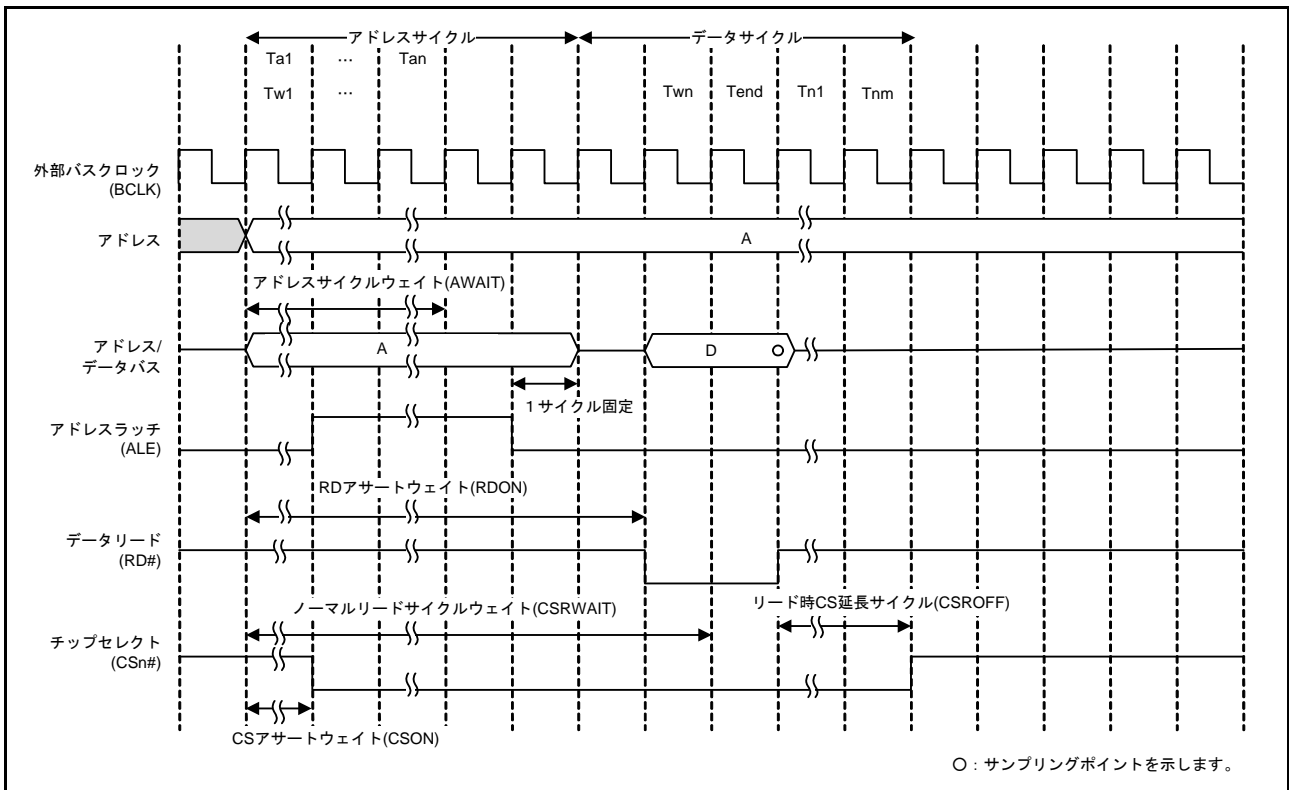 アドレスサイクル データサイクル
Ta1 … Tan
Tw1 … Twn Tend Tn1 Tnm
外部バスクロック
(BCLK)
アドレス A
アドレスサイクルウェイト(AWAIT)
アドレス/
データバス
A D
1サイクル固定
アドレスラッチ
(ALE)
RDアサートウェイト(RDON)
データリード
(RD#)
ノーマルリードサイクルウェイト(CSRWAIT) リード時CS延長サイクル(CSROFF)
チップセレクト
(CSn#)
CSアサートウェイト(CSON)
○:サンプリングポイントを示します。